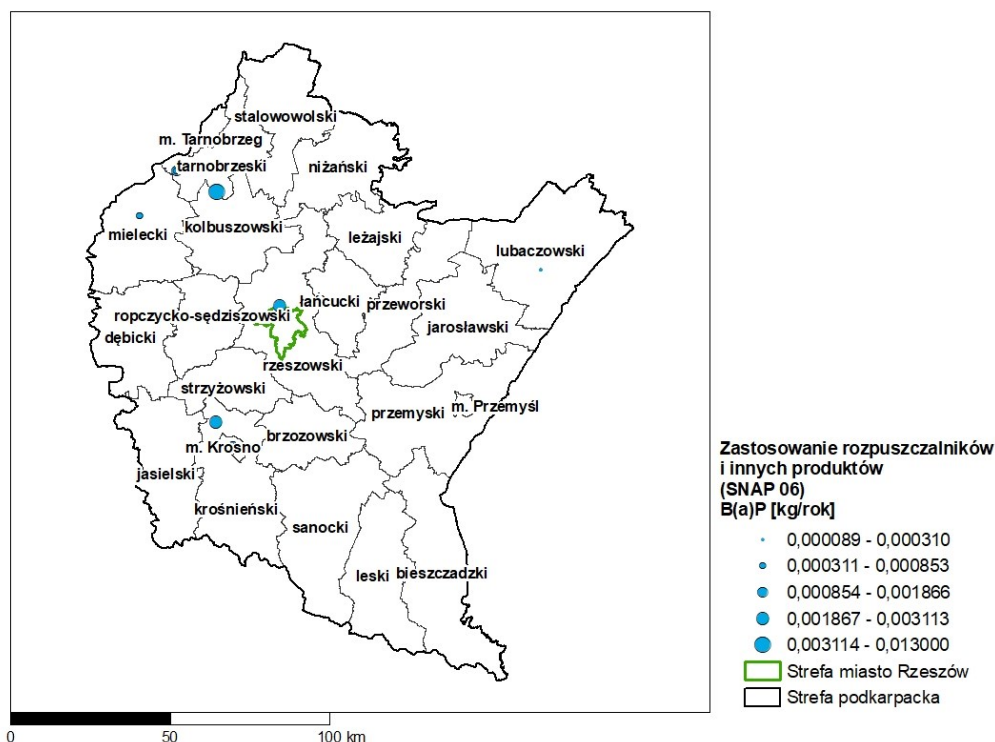 stalowowolski
m. Tarnobrzeg
tarnobrzeski
niżański
kolbuszowski
mielecki
leżajski
lubaczowski
łańcucki
przeworski
ropczycko-sędziszowski
jarosławski
dębicki
rzeszowski
strzyżowski
przemyski
m. Przemyśl
brzozowski
m. Krosno
jasielski
krośnieński
sanocki
leski
bieszczadzki
Zastosowanie rozpuszczalników
i innych produktów
(SNAP 06)
B(a)P [kg/rok]
0,000089 - 0,000310
0,000311 - 0,000853
0,000854 - 0,001866
0,001867 - 0,003113
0,003114 - 0,013000
Strefa miasto Rzeszów
Strefa podkarpacka
0 50 100 km